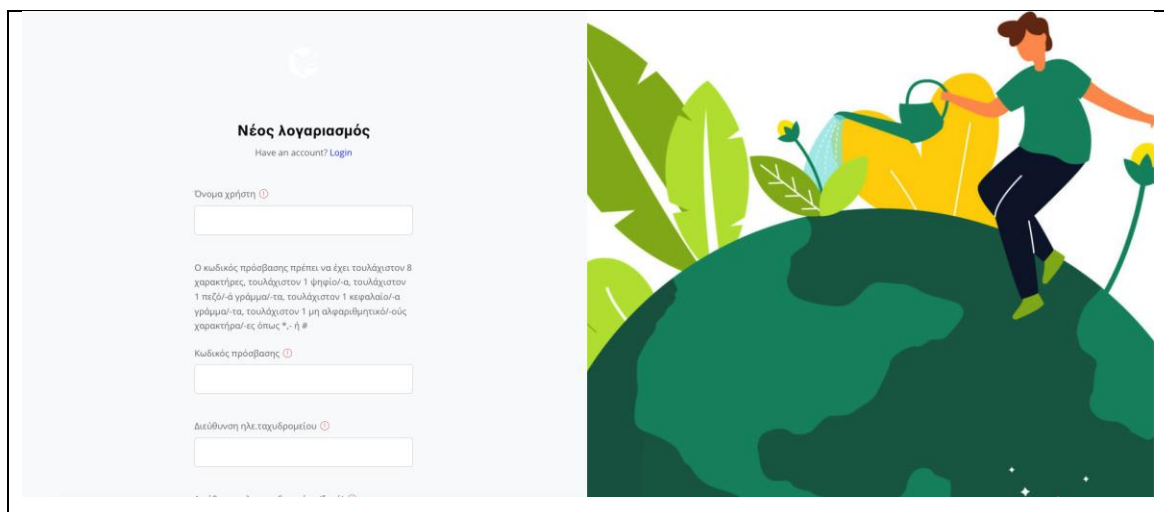 Νέος λογαριασμός
Have an account? Login
Όνομα χρήστη
Ο κωδικός πρόσβασης πρέπει να έχει τουλάχιστον 8
χαρακτήρες, τουλάχιστον 1 ψηφίο/-α, τουλάχιστον
1 πεζό/-ά γράμμα/-τα, τουλάχιστον 1 κεφαλαίο/-α
γράμμα/-τα, τουλάχιστον 1 μη αλφαριθμητικό/-ούς
χαρακτήρα/-ες όπως *,- ή #
Κωδικός πρόσβασης
Διεύθυνση ηλε.ταχυδρομείου